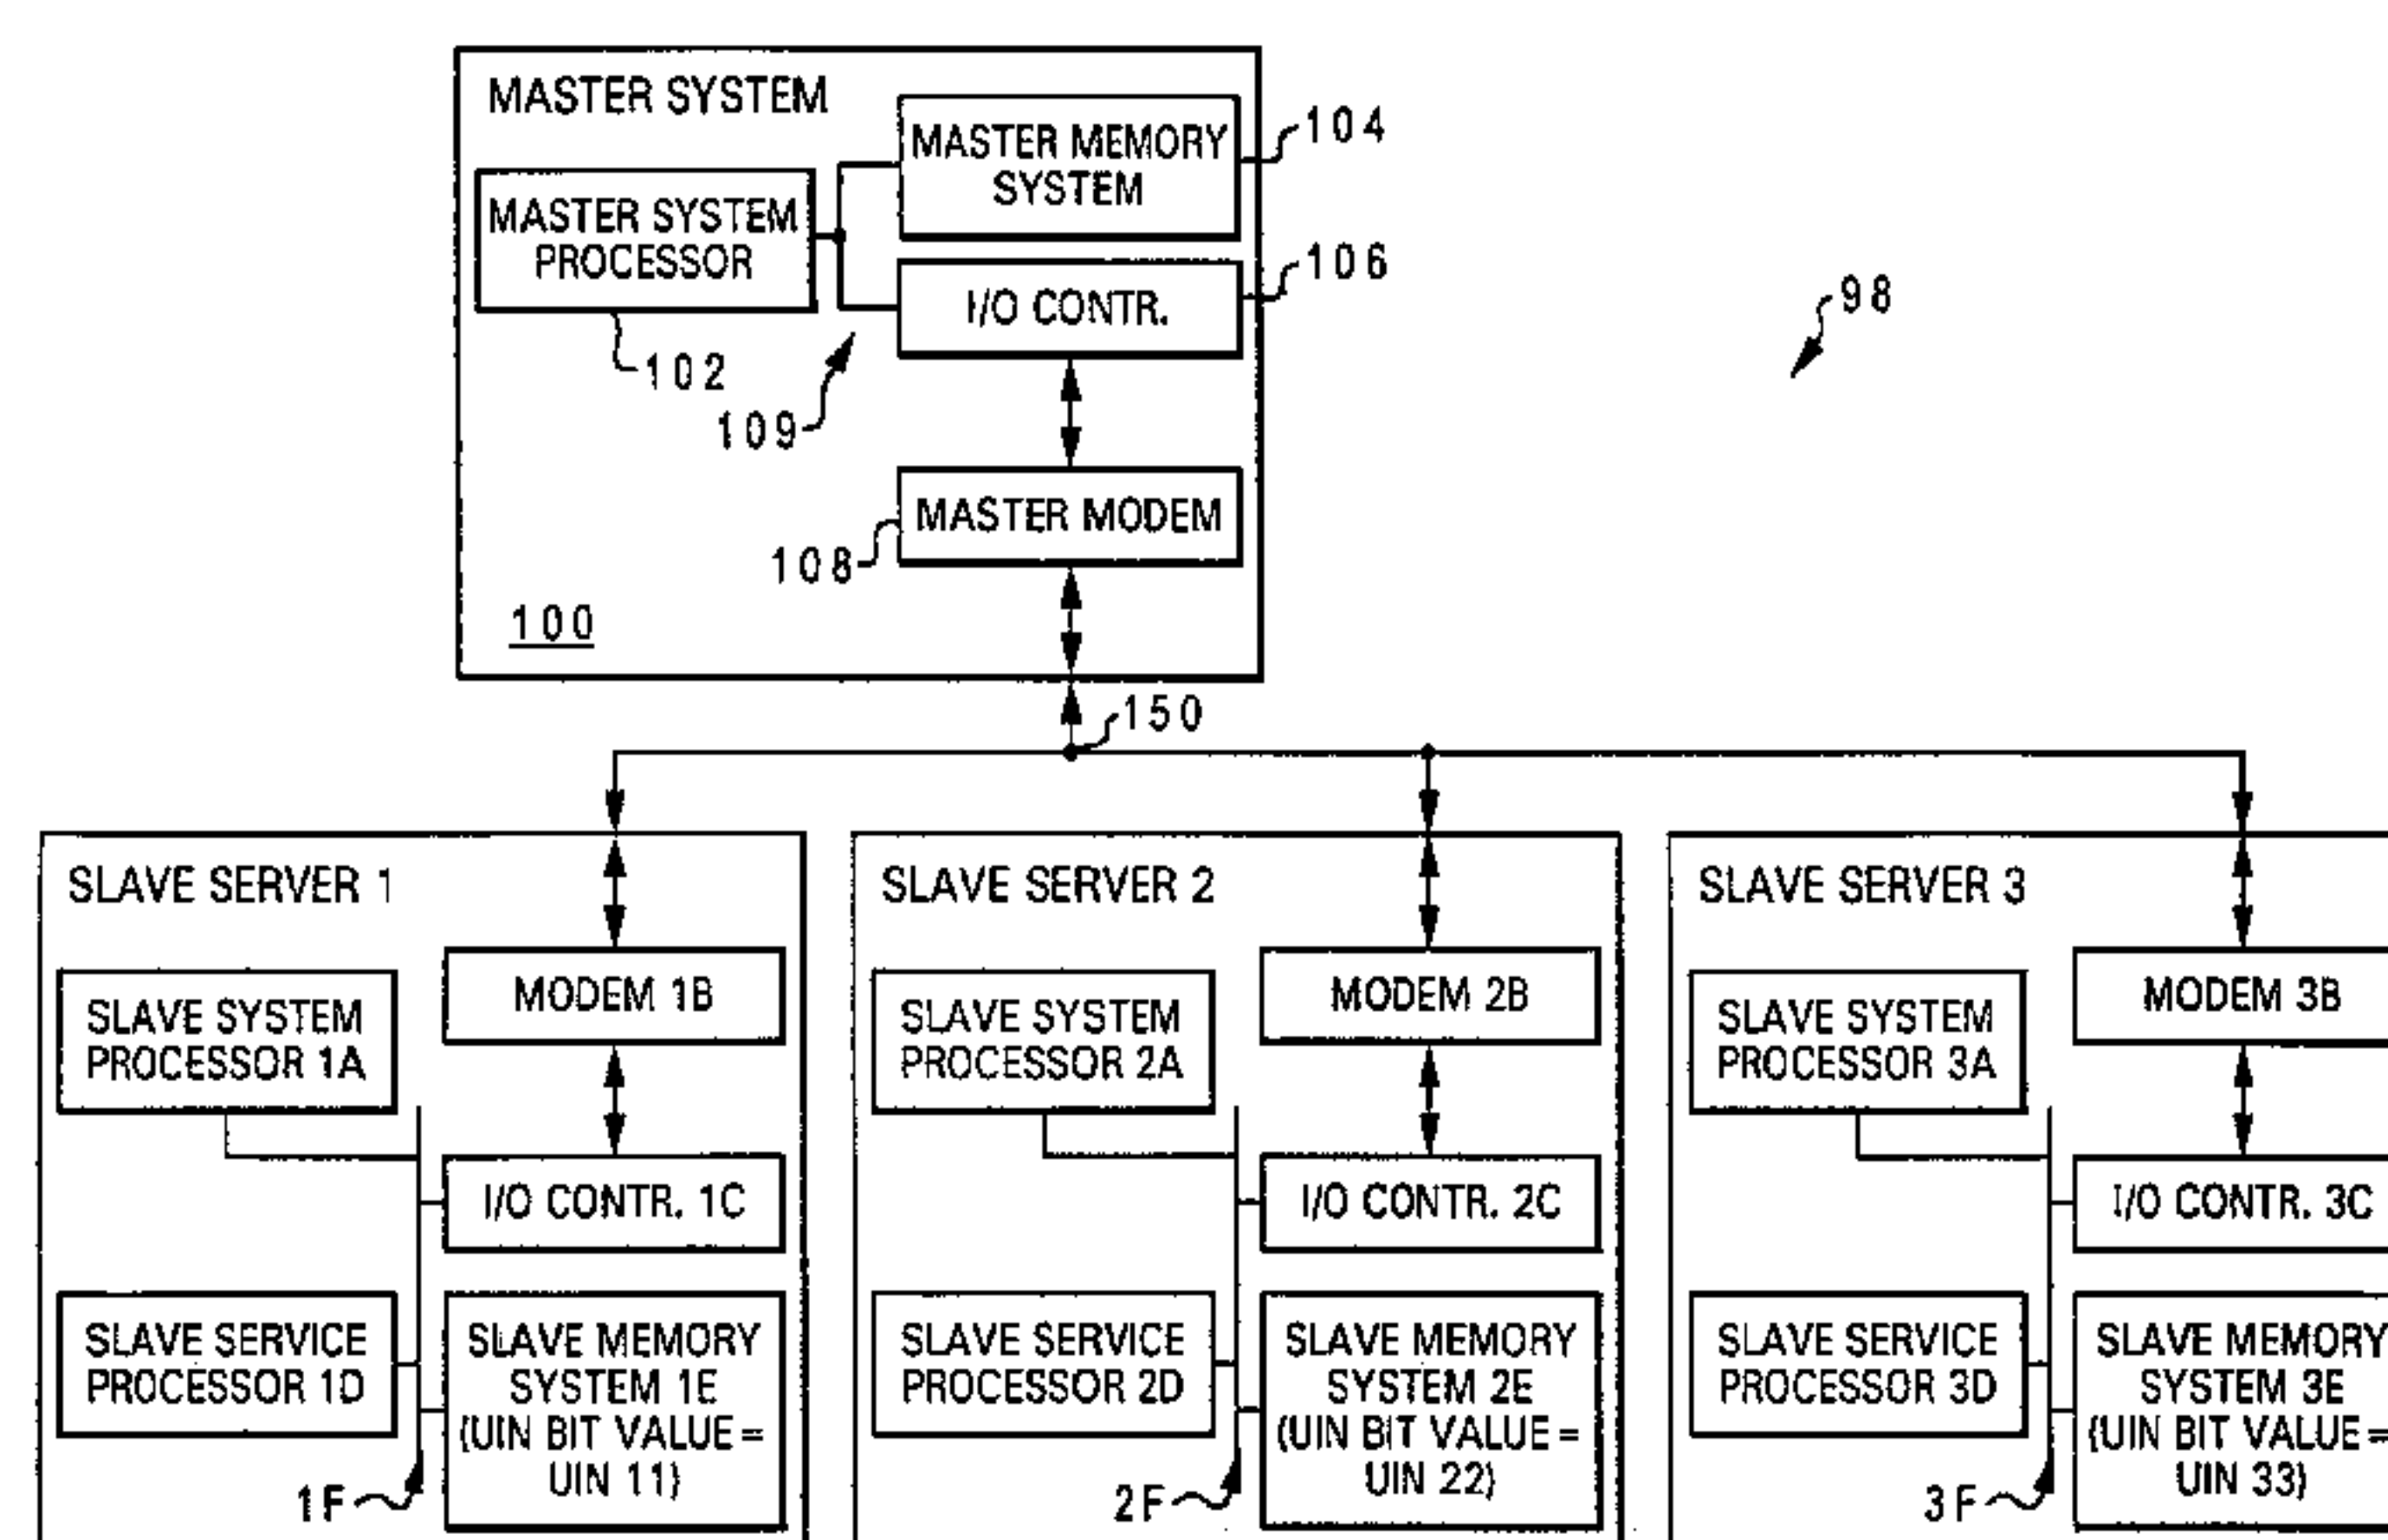 MASTER SYSTEM
MASTER MEMORY
SYSTEM
104
MASTER SYSTEM
PROCESSOR
102
I/O CONTR.
106
109
98
MASTER MODEM
108
100
150
SLAVE SERVER 1
MODEM 1B
SLAVE SYSTEM
PROCESSOR 1A
I/O CONTR. 1C
SLAVE SERVICE
PROCESSOR 1D
SLAVE MEMORY
SYSTEM 1E
(UIN BIT VALUE =
UIN 11)
1F
SLAVE SERVER 2
MODEM 2B
SLAVE SYSTEM
PROCESSOR 2A
I/O CONTR. 2C
SLAVE SERVICE
PROCESSOR 2D
SLAVE MEMORY
SYSTEM 2E
(UIN BIT VALUE =
UIN 22)
2F
SLAVE SERVER 3
MODEM 3B
SLAVE SYSTEM
PROCESSOR 3A
I/O CONTR. 3C
SLAVE SERVICE
PROCESSOR 3D
SLAVE MEMORY
SYSTEM 3E
(UIN BIT VALUE =
UIN 33)
3F